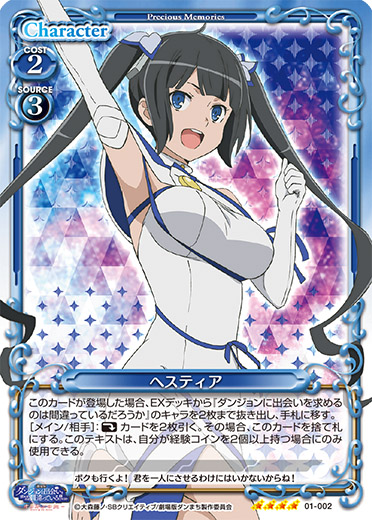 Precious Memories
Character
COST
2
SOURCE
3
ヘスティア
このカードが登場した場合、EXデッキから『ダンジョンに出会いを求める
のは間違っているだろうか』のキャラを2枚まで抜き出し、手札に移す。
[メイン/相手]: カードを2枚引く。その場合、このカードを捨て札
にする。このテキストは、自分が経験コインを2個以上持つ場合にのみ
使用できる。
ボクも行くよ! 君を一人にさせるわけにはいかないからね!
©大森藤ノ・SBクリエイティブ/劇場版ダンまち製作委員会
01-002